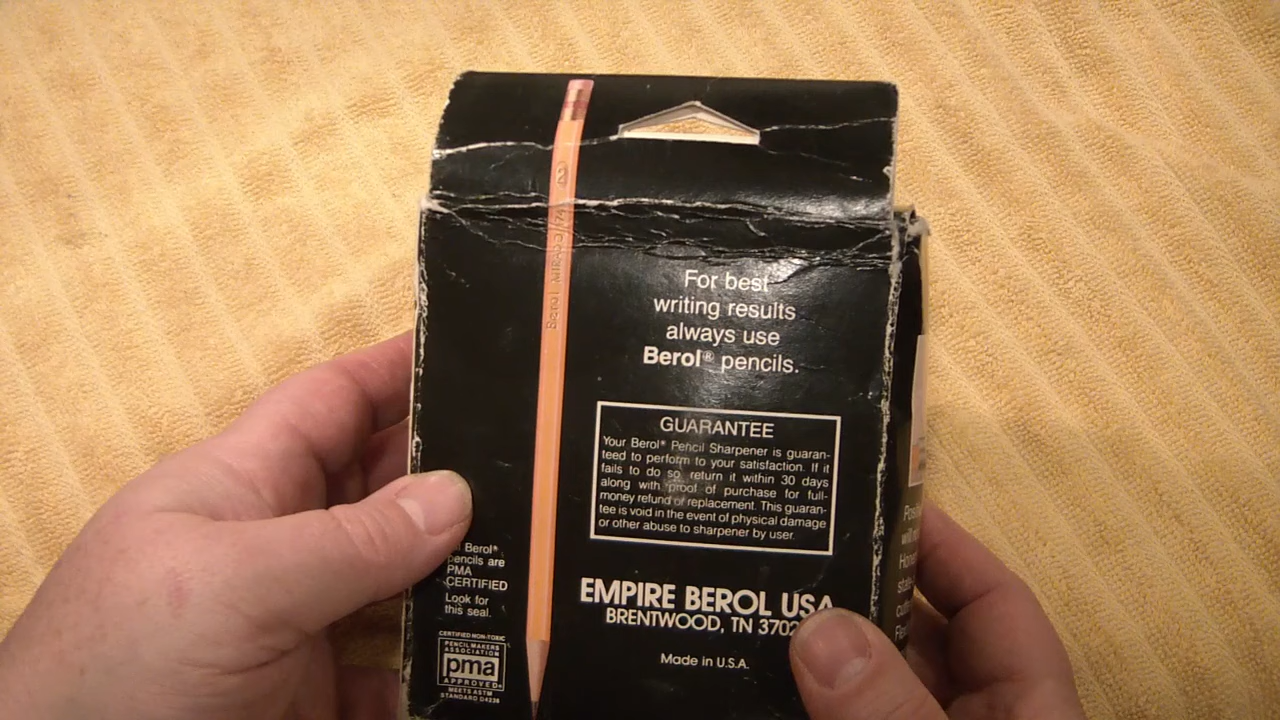 Berol MIRADO 174 2
For best
writing results
always use
Berol® pencils.
GUARANTEE
Your Berol® Pencil Sharpener is guaran-
teed to perform to your satisfaction. If it
fails to do so, return it within 30 days
along with proof of purchase for full-
money refund or replacement. This guaran-
tee is void in the event of physical damage
or other abuse to sharpener by user.
EMPIRE BEROL USA
BRENTWOOD, TN 3702
Made in U.S.A.
Berol®
pencils are
PMA
CERTIFIED
Look for
this seal.
CERTIFIED NON-TOXIC
PENCIL MAKERS
ASSOCIATION
pma
APPROVED
MEETS ASTM
STANDARD D4236